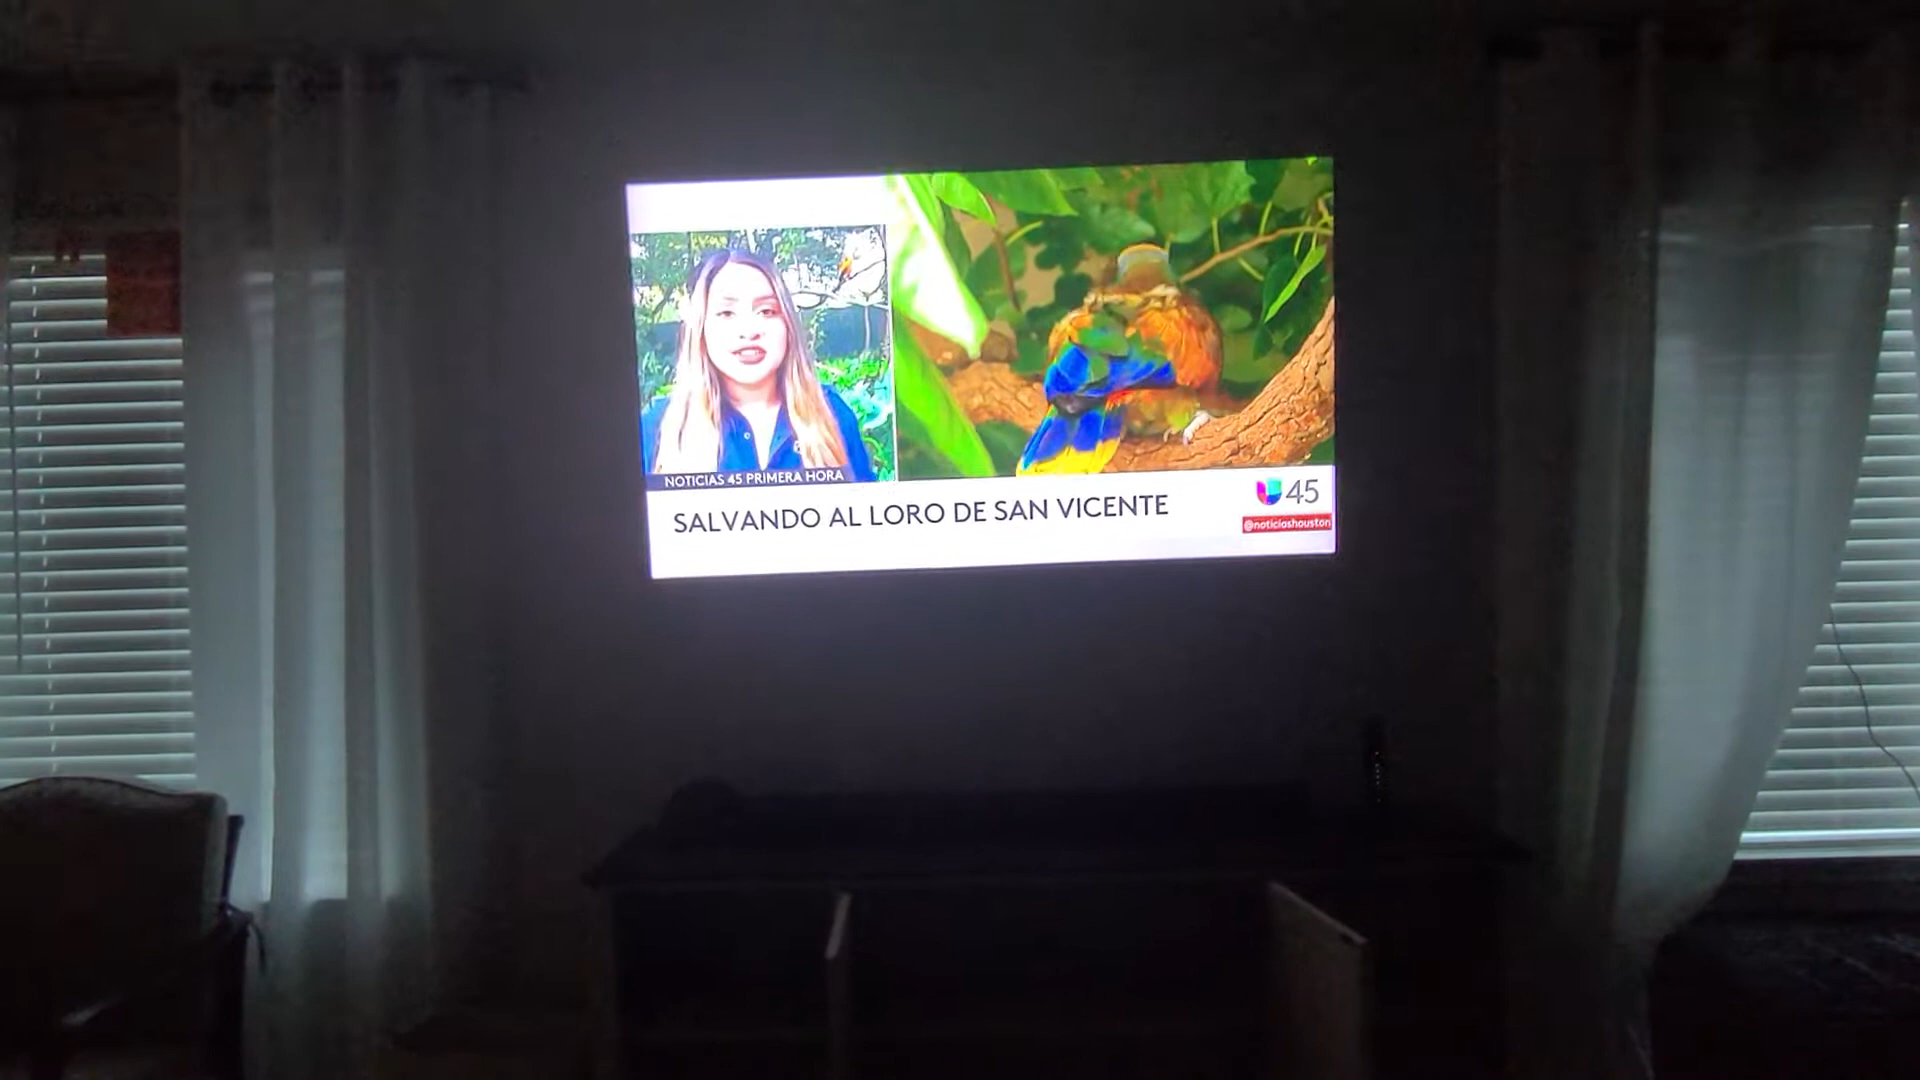 NOTICIAS 45 PRIMERA HORA
SALVANDO AL LORO DE SAN VICENTE
45
@noticiashouston